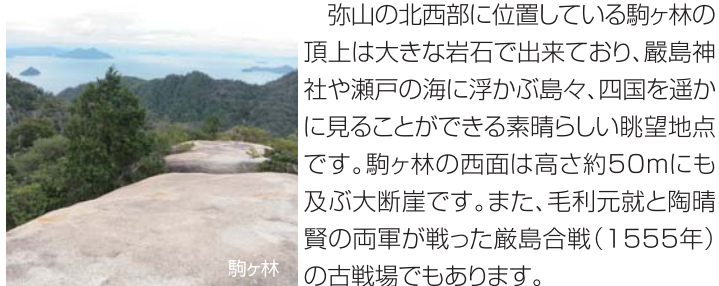 弥山の北西部に位置している駒ヶ林の
頂上は大きな岩石で出来ており、嚴島神
社や瀬戸の海に浮かぶ島々、四国を遥か
に見ることができる素晴らしい眺望地点
です。駒ヶ林の西面は高さ約50mにも
及ぶ大断崖です。また、毛利元就と陶晴
賢の両軍が戦った厳島合戦（1555年）
の古戦場でもあります。
駒ヶ林